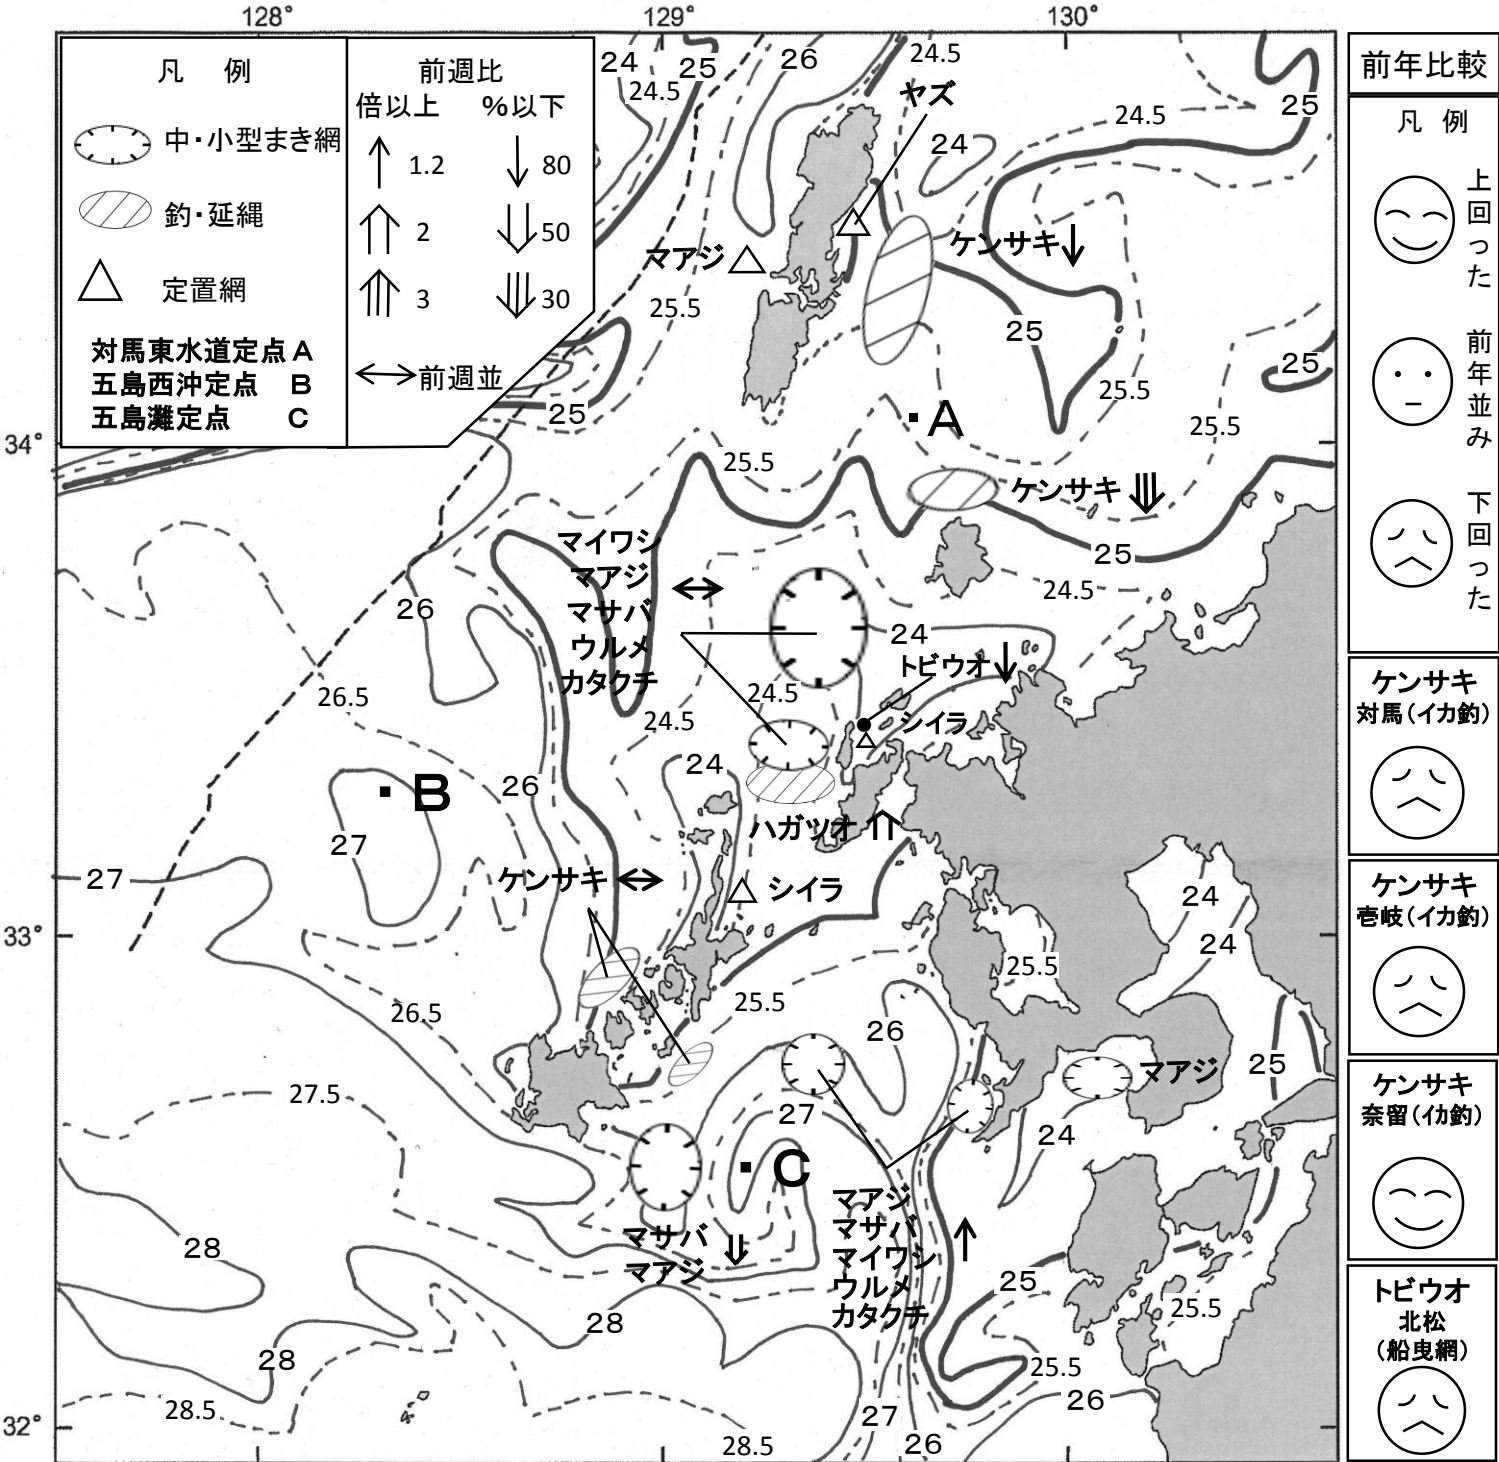 128°
129°
130°
凡 例
中・小型まき網
釣・延縄
定置網
対馬東水道定点 A
五島西沖定点 B
五島灘定点 C
前週比
倍以上 %以下
1.2 80
2 50
3 30
前週並
前年比較
凡 例
上回った
前年並み
下回った
ケンサキ
対馬(イカ釣)
ケンサキ
壱岐(イカ釣)
ケンサキ
奈留(イカ釣)
トビウオ
北松
(船曳網)
24
25
26
24.5
24.5
ヤズ
24
24.5
25
マアジ
ケンサキ
25.5
25
25
25.5
25
A
25.5
34°
25.5
ケンサキ
25
24.5
マイワシ
マアジ
マサバ
ウルメ
カタクチ
26
24
トビウオ
26.5
24.5
24.5
シイラ
24
B
26
27
ハガツオ
27
ケンサキ
シイラ
24
24
33°
25.5
26.5
25.5
26
マアジ
25
27.5
27
24
C
マアジ
マサバ
マイワシ
ウルメ
カタクチ
マサバ
マアジ
28
25
25.5
28
28
25.5
26
28.5
27
26
28.5
32°